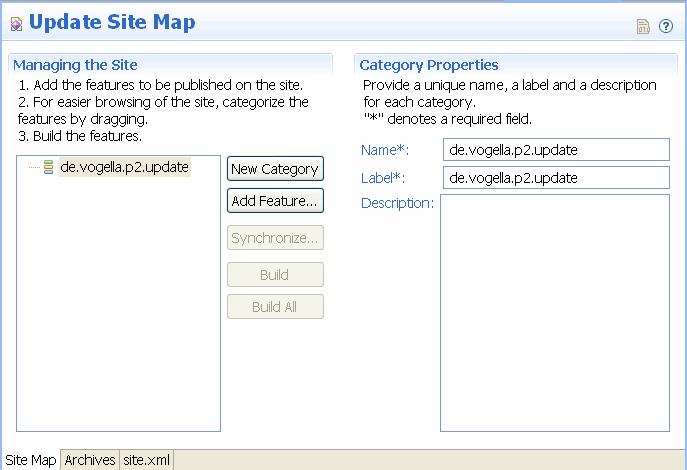 Update Site Map
Managing the Site
1. Add the features to be published on the site.
2. For easier browsing of the site, categorize the
features by dragging.
3. Build the features.
de.vogella.p2.update
New Category
Add Feature...
Synchronize...
Build
Build All
Category Properties
Provide a unique name, a label and a description
for each category.
"*" denotes a required field.
Name*: de.vogella.p2.update
Label*: de.vogella.p2.update
Description:
Site Map Archives site.xml